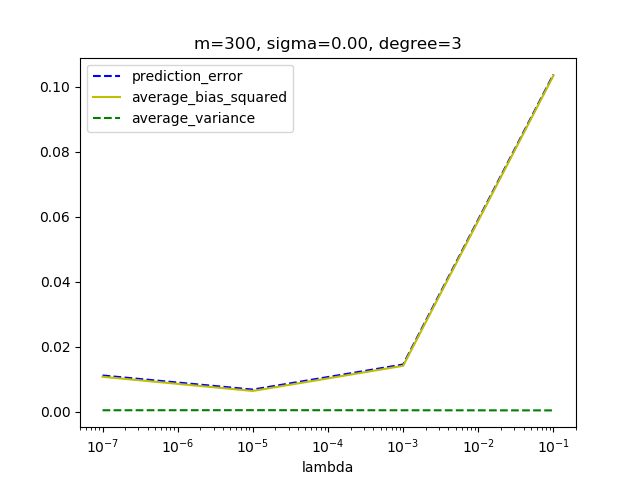 m=300, sigma=0.00, degree=3
prediction_error
average_bias_squared
average_variance
0.10
0.08
0.06
0.04
0.02
0.00
10⁻⁷ 10⁻⁶ 10⁻⁵ 10⁻⁴ 10⁻³ 10⁻² 10⁻¹
lambda